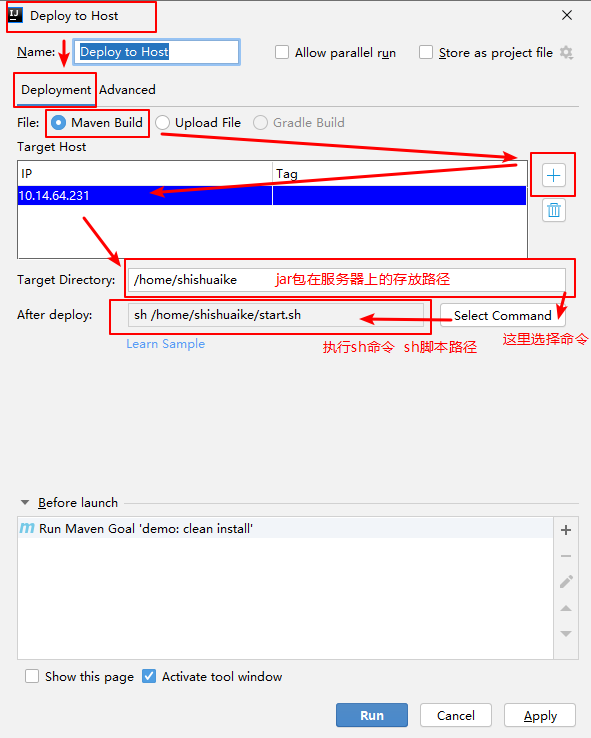 Deploy to Host
Name: Deploy to Host Allow parallel run Store as project file
Deployment Advanced
File: Maven Build Upload File Gradle Build
Target Host
IP Tag
10.14.64.231
Target Directory: /home/shishuaike jar包在服务器上的存放路径
After deploy: sh /home/shishuaike/start.sh Select Command
Learn Sample 执行sh命令 sh脚本路径 这里选择命令
Before launch
m Run Maven Goal 'demo: clean install'
Show this page Activate tool window
Run Cancel Apply